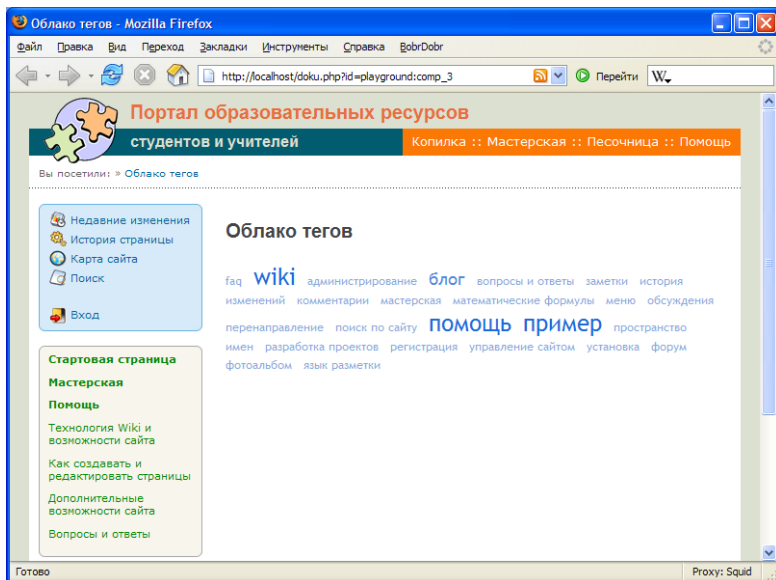 Облако тегов - Mozilla Firefox
Файл Правка Вид Переход Закладки Инструменты Справка BobrDobr
http://localhost/doku.php?id=playground:comp_3 Перейти W
Портал образовательных ресурсов
студентов и учителей Копилка :: Мастерская :: Песочница :: Помощь
Вы посетили: » Облако тегов
Недавние изменения
История страницы
Карта сайта
Поиск
Вход
Стартовая страница
Мастерская
Помощь
Технология Wiki и
возможности сайта
Как создавать и
редактировать страницы
Дополнительные
возможности сайта
Вопросы и ответы
Облако тегов
faq wiki администрирование блог вопросы и ответы заметки история
изменений комментарии мастерская математические формулы меню обсуждения
перенаправление поиск по сайту помощь пример пространство
имен разработка проектов регистрация управление сайтом установка форум
фотоальбом язык разметки
Готово Proxy: Squid